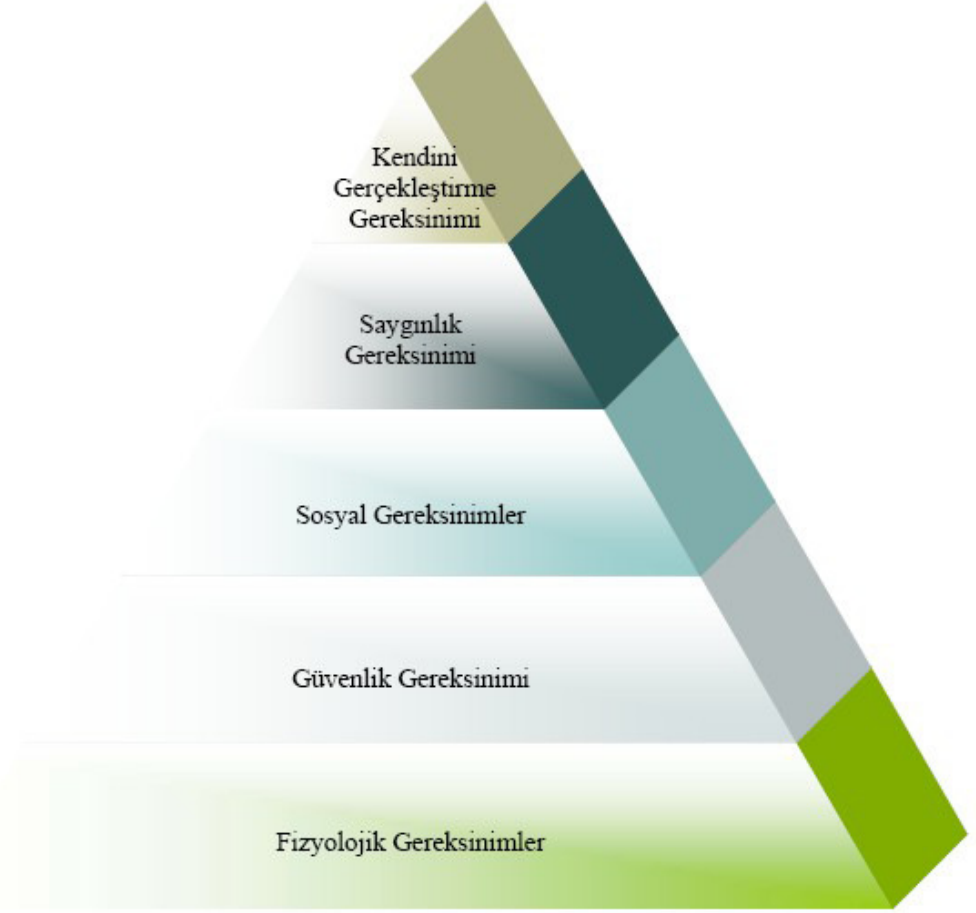 Kendini
Gerçekleştirme
Gereksinimi
Saygınlık
Gereksinimi
Sosyal Gereksinimler
Güvenlik Gereksinimi
Fizyolojik Gereksinimler